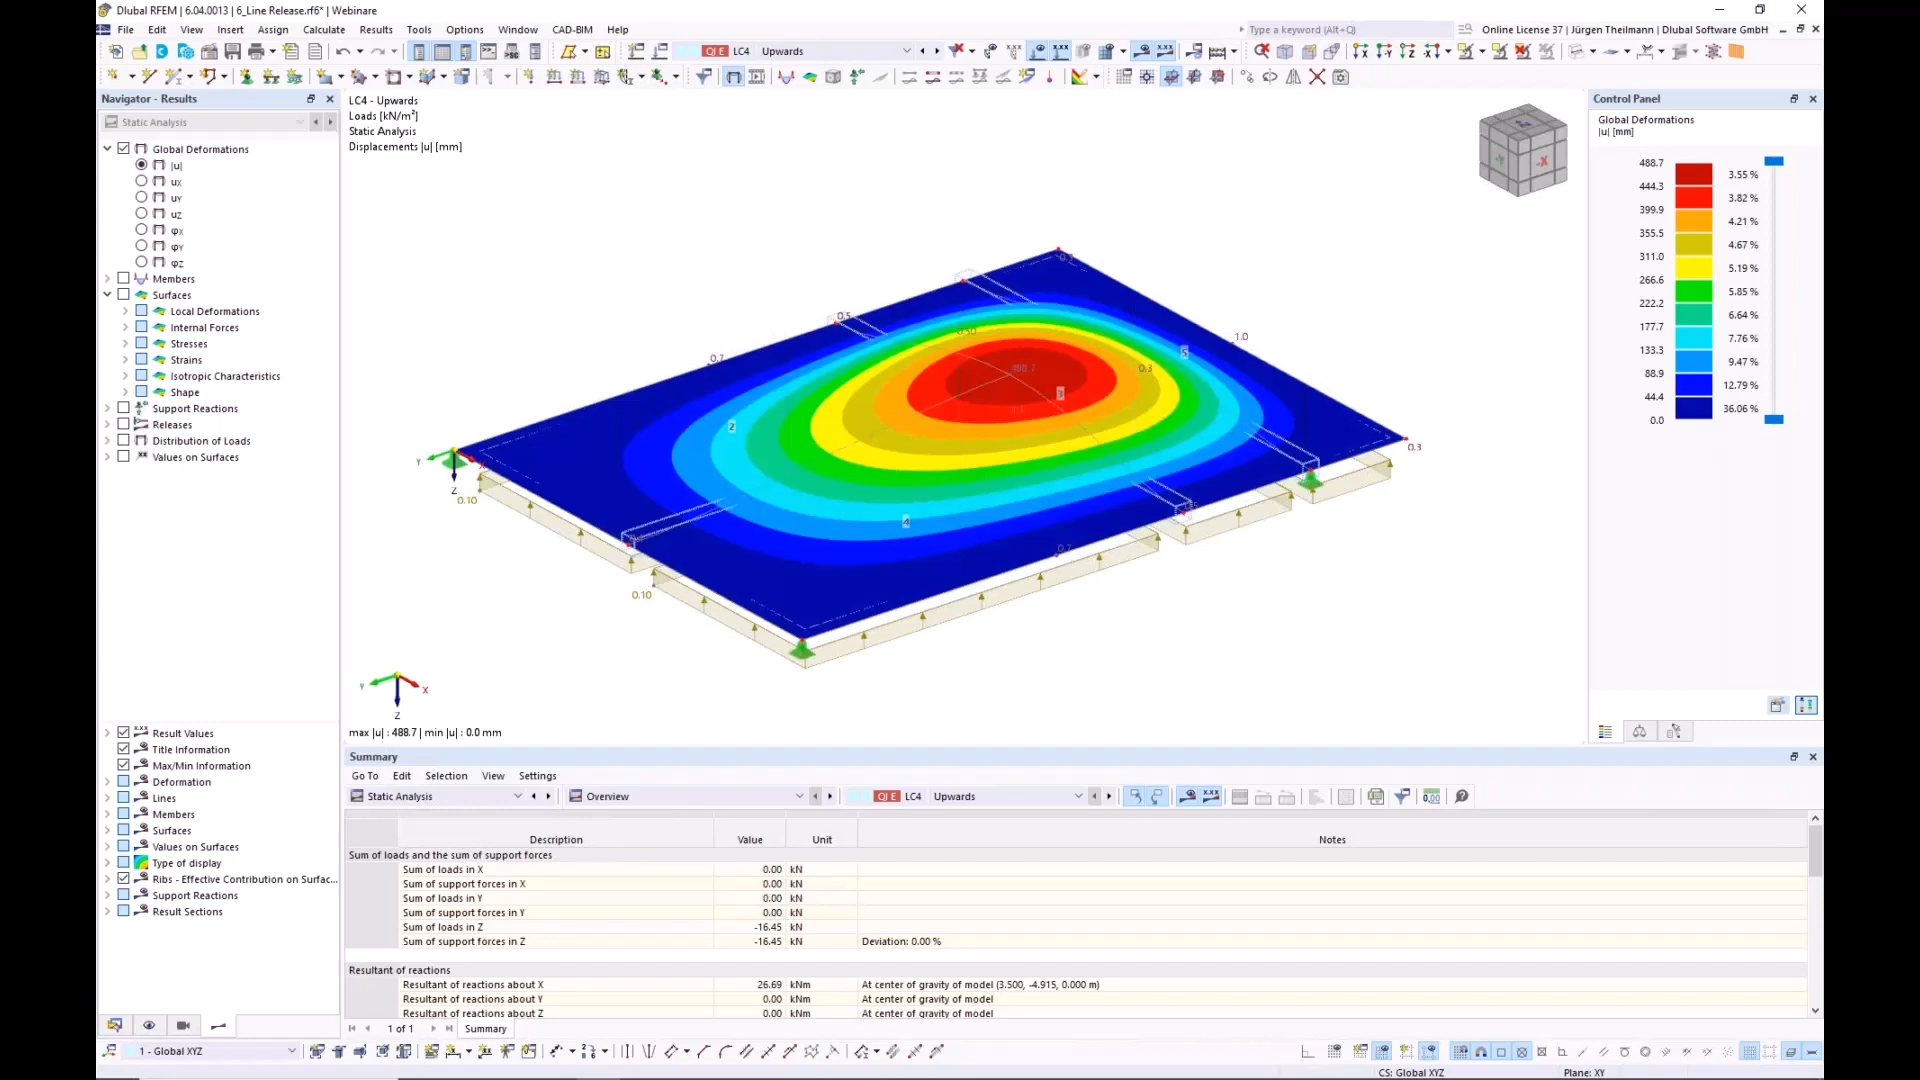 Dlubal RFEM | 6.04.0013 | 6_Line Release.rf6* | Webinare
File Edit View Insert Assign Calculate Results Tools Options Window CAD-BIM Help
Type a keyword (Alt+Q)
Online License 37 | Jürgen Theilmann | Dlubal Software GmbH
QI E LC4 Upwards
Navigator - Results
Static Analysis
Global Deformations
|u|
uX
uY
uZ
φX
φY
φZ
Members
Surfaces
Local Deformations
Internal Forces
Stresses
Strains
Isotropic Characteristics
Shape
Support Reactions
Releases
Distribution of Loads
Values on Surfaces
Result Values
Title Information
Max/Min Information
Deformation
Lines
Members
Surfaces
Values on Surfaces
Type of display
Ribs - Effective Contribution on Surfac...
Support Reactions
Result Sections
1 - Global XYZ
LC4 - Upwards
Loads [kN/m²]
Static Analysis
Displacements |u| [mm]
0.5
0.7
1.0
5
0.3
488.7
2
4
0.3
Y
X
Z
0.10
0.7
0.10
Y
X
Z
-Z
-Y
-X
max |u| : 488.7 | min |u| : 0.0 mm
Control Panel
Global Deformations
|u| [mm]
488.7
3.55 %
444.3
3.82 %
399.9
4.21 %
355.5
4.67 %
311.0
5.19 %
266.6
5.85 %
222.2
6.64 %
177.7
7.76 %
133.3
9.47 %
88.9
12.79 %
44.4
36.06 %
0.0
Summary
Go To Edit Selection View Settings
Static Analysis Overview QI E LC4 Upwards
Description Value Unit Notes
Sum of loads and the sum of support forces
Sum of loads in X 0.00 kN
Sum of support forces in X 0.00 kN
Sum of loads in Y 0.00 kN
Sum of support forces in Y 0.00 kN
Sum of loads in Z -16.45 kN
Sum of support forces in Z -16.45 kN Deviation: 0.00 %
Resultant of reactions
Resultant of reactions about X 26.69 kNm At center of gravity of model (3.500, -4.915, 0.000 m)
Resultant of reactions about Y 0.00 kNm At center of gravity of model
Resultant of reactions about Z 0.00 kNm At center of gravity of model
1 of 1 Summary
CS: Global XYZ Plane: XY